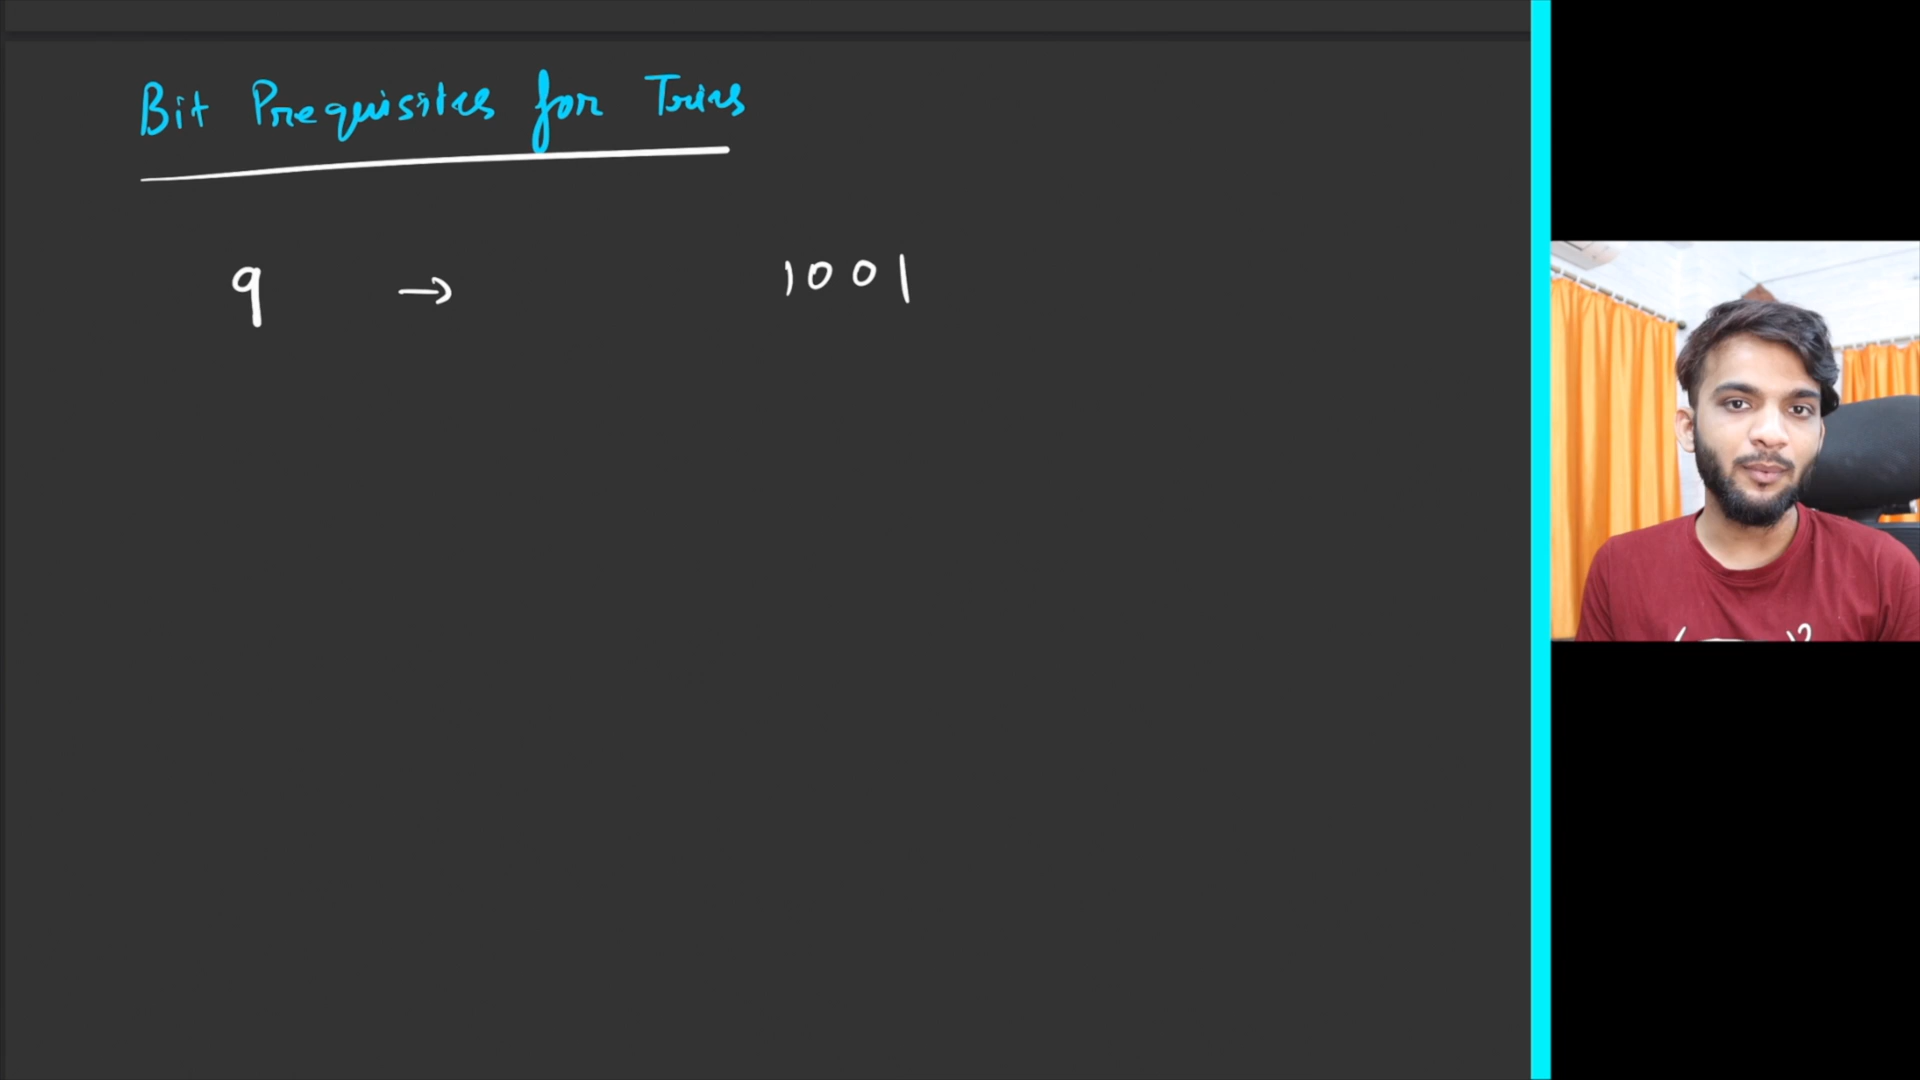 Bit Prequisites for Tries
9 → 1001